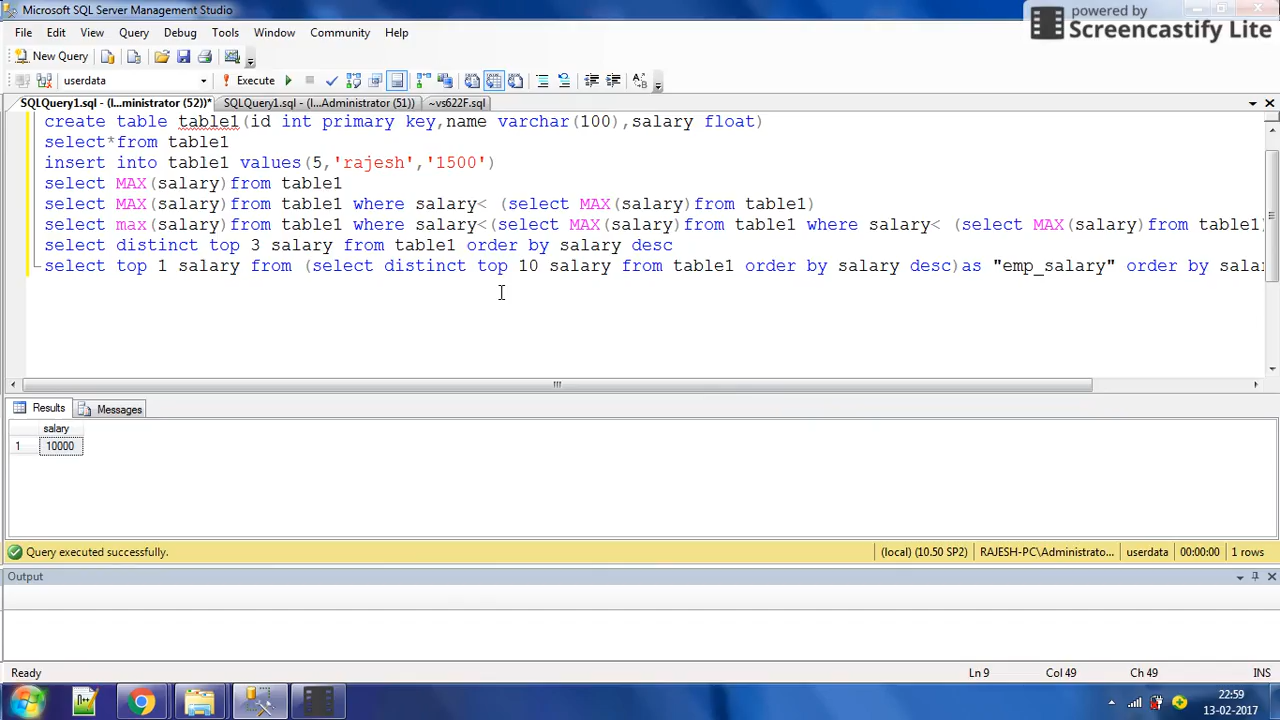 Microsoft SQL Server Management Studio
powered by
Screencastify Lite
File Edit View Query Debug Tools Window Community Help
New Query
userdata Execute
SQLQuery1.sql - (l...ministrator (52))* SQLQuery1.sql - (l...Administrator (51)) ~vs622F.sql
create table table1(id int primary key,name varchar(100),salary float)
select*from table1
insert into table1 values(5,'rajesh','1500')
select MAX(salary)from table1
select MAX(salary)from table1 where salary< (select MAX(salary)from table1)
select max(salary)from table1 where salary<(select MAX(salary)from table1 where salary< (select MAX(salary)from table1)
select distinct top 3 salary from table1 order by salary desc
select top 1 salary from (select distinct top 10 salary from table1 order by salary desc)as "emp_salary" order by salar
Results Messages
salary
1 10000
Query executed successfully. (local) (10.50 SP2) RAJESH-PC\Administrato... userdata 00:00:00 1 rows
Output
Ready Ln 9 Col 49 Ch 49 INS
22:59
13-02-2017